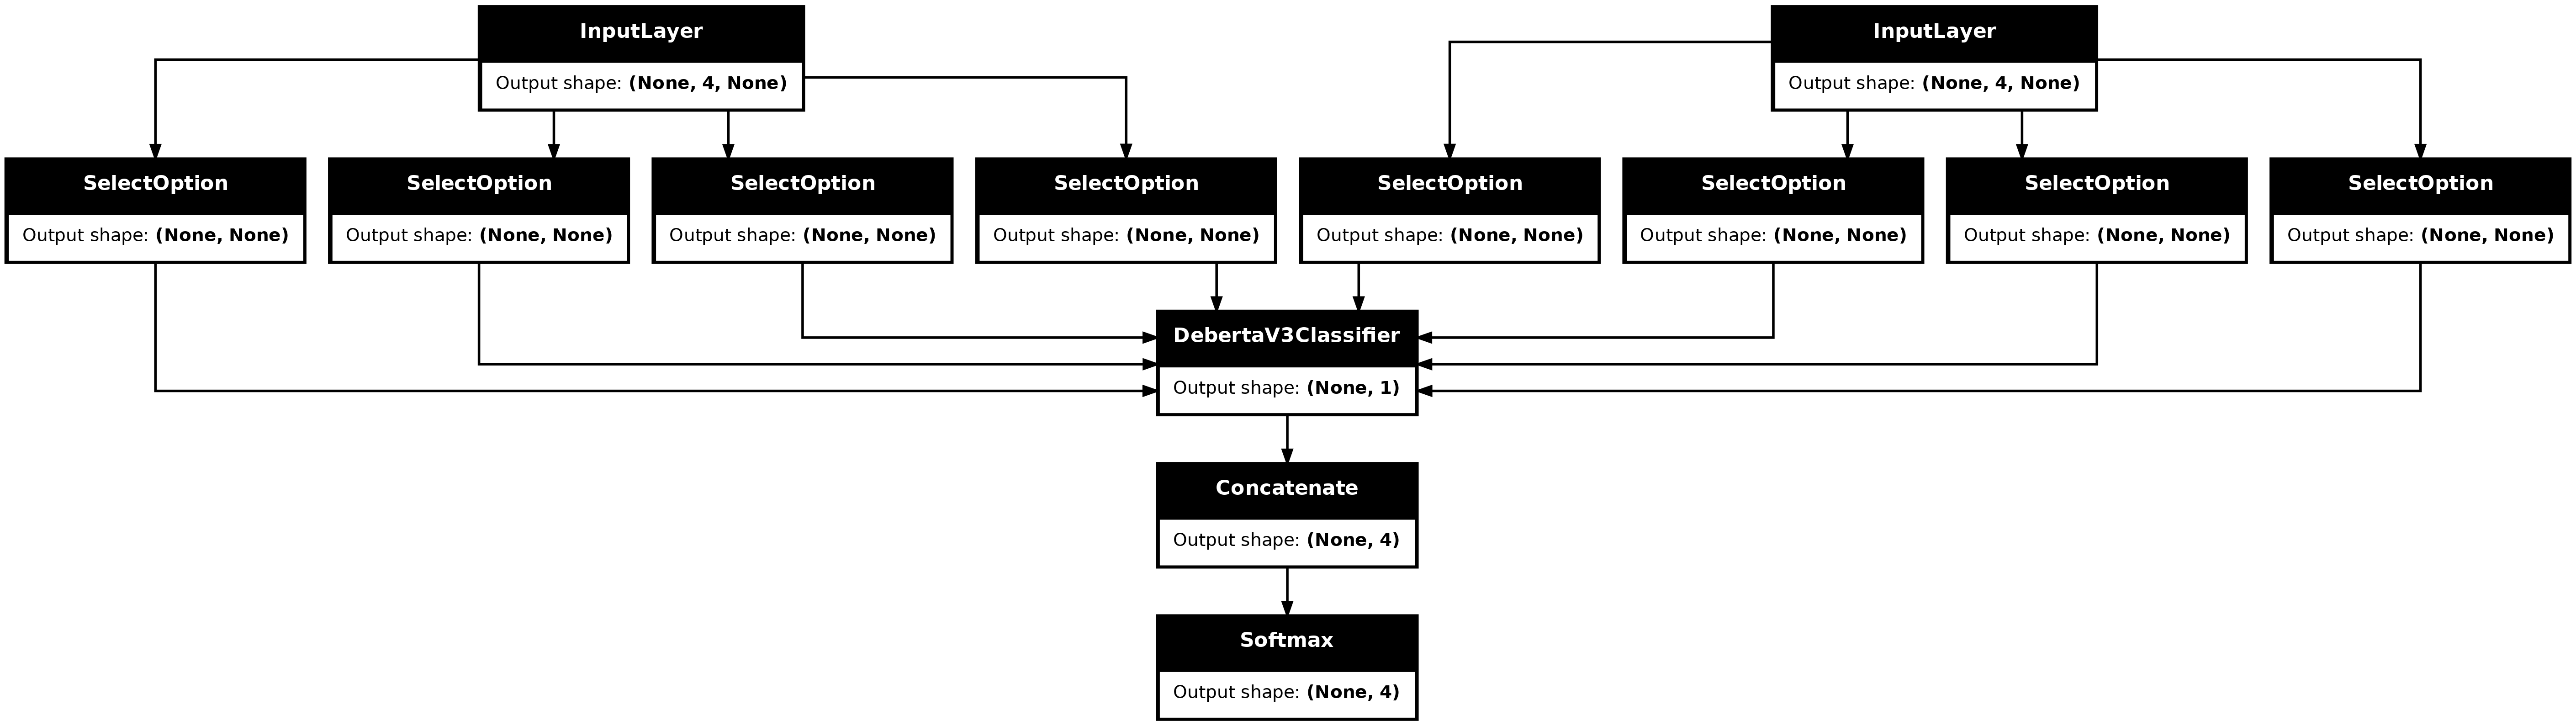 InputLayer
Output shape: (None, 4, None)
InputLayer
Output shape: (None, 4, None)
SelectOption
Output shape: (None, None)
SelectOption
Output shape: (None, None)
SelectOption
Output shape: (None, None)
SelectOption
Output shape: (None, None)
SelectOption
Output shape: (None, None)
SelectOption
Output shape: (None, None)
SelectOption
Output shape: (None, None)
SelectOption
Output shape: (None, None)
DebertaV3Classifier
Output shape: (None, 1)
Concatenate
Output shape: (None, 4)
Softmax
Output shape: (None, 4)